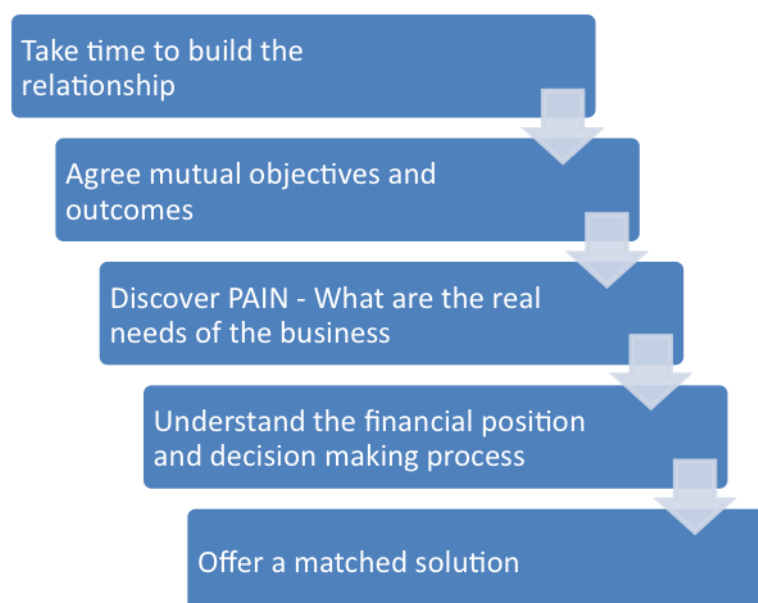 Take time to build the
relationship
Agree mutual objectives and
outcomes
Discover PAIN - What are the real
needs of the business
Understand the financial position
and decision making process
Offer a matched solution